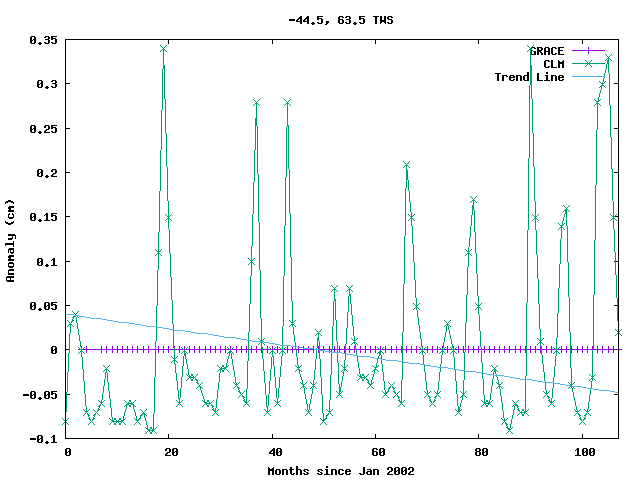 -44.5, 63.5 TWS
0.35
0.3
0.25
0.2
0.15
0.1
0.05
0
-0.05
-0.1
Anomaly (cm)
GRACE
CLM
Trend Line
0 20 40 60 80 100
Months since Jan 2002